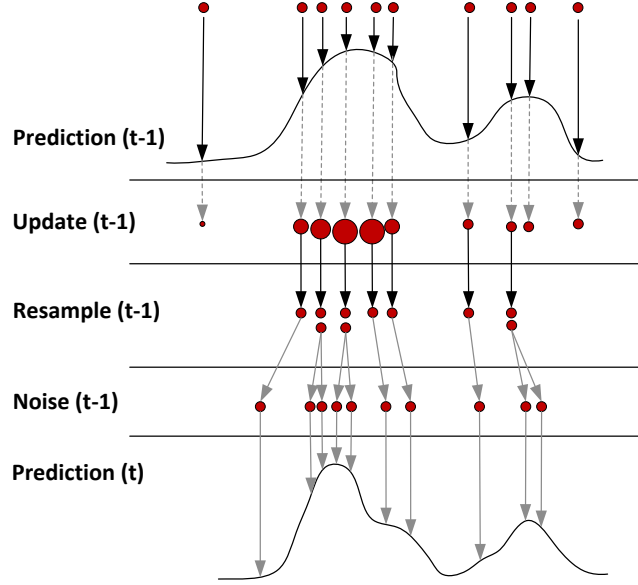 Prediction (t-1)
Update (t-1)
Resample (t-1)
Noise (t-1)
Prediction (t)